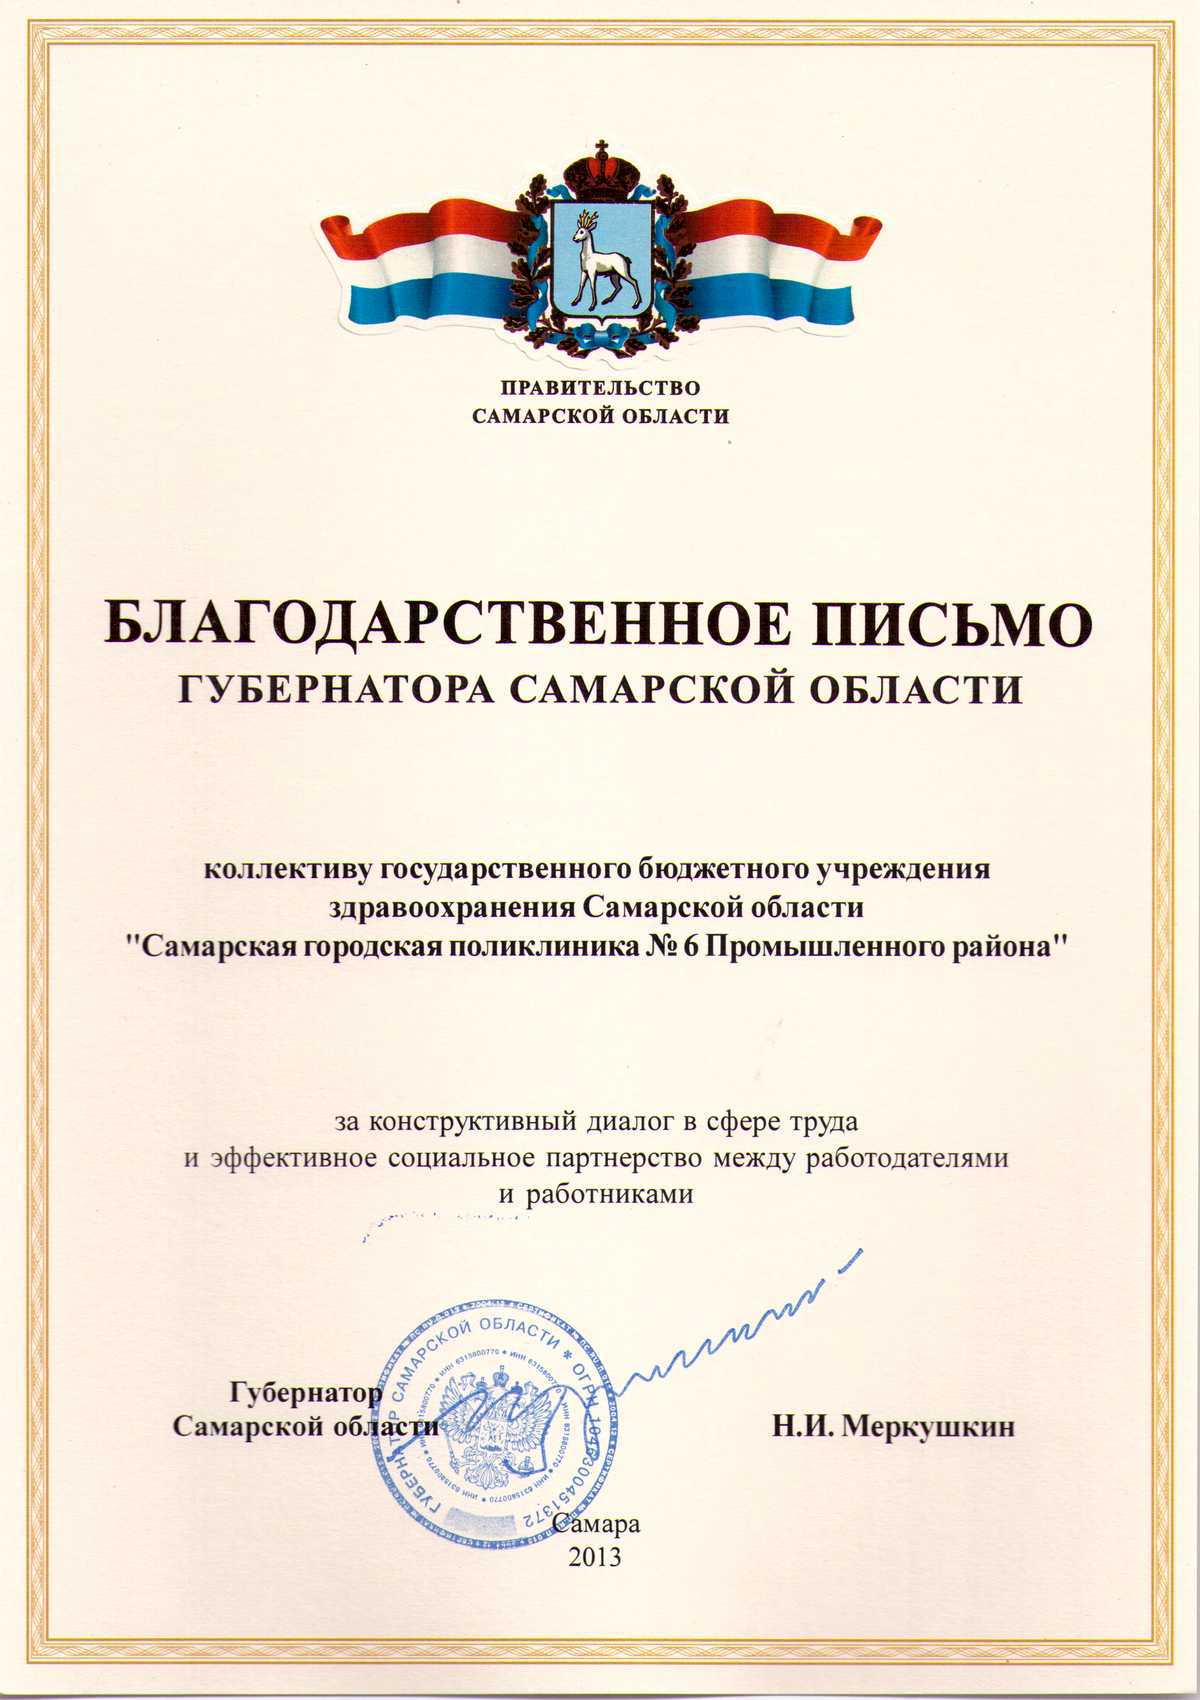 ПРАВИТЕЛЬСТВО
САМАРСКОЙ ОБЛАСТИ
БЛАГОДАРСТВЕННОЕ ПИСЬМО
ГУБЕРНАТОРА САМАРСКОЙ ОБЛАСТИ
коллективу государственного бюджетного учреждения
здравоохранения Самарской области
"Самарская городская поликлиника № 6 Промышленного района"
за конструктивный диалог в сфере труда
и эффективное социальное партнерство между работодателями
и работниками
Губернатор
Самарской области
Н.И. Меркушкин
ГУБЕРНАТОР САМАРСКОЙ ОБЛАСТИ * ОГРН
ИНН 6315800770
Самара
2013